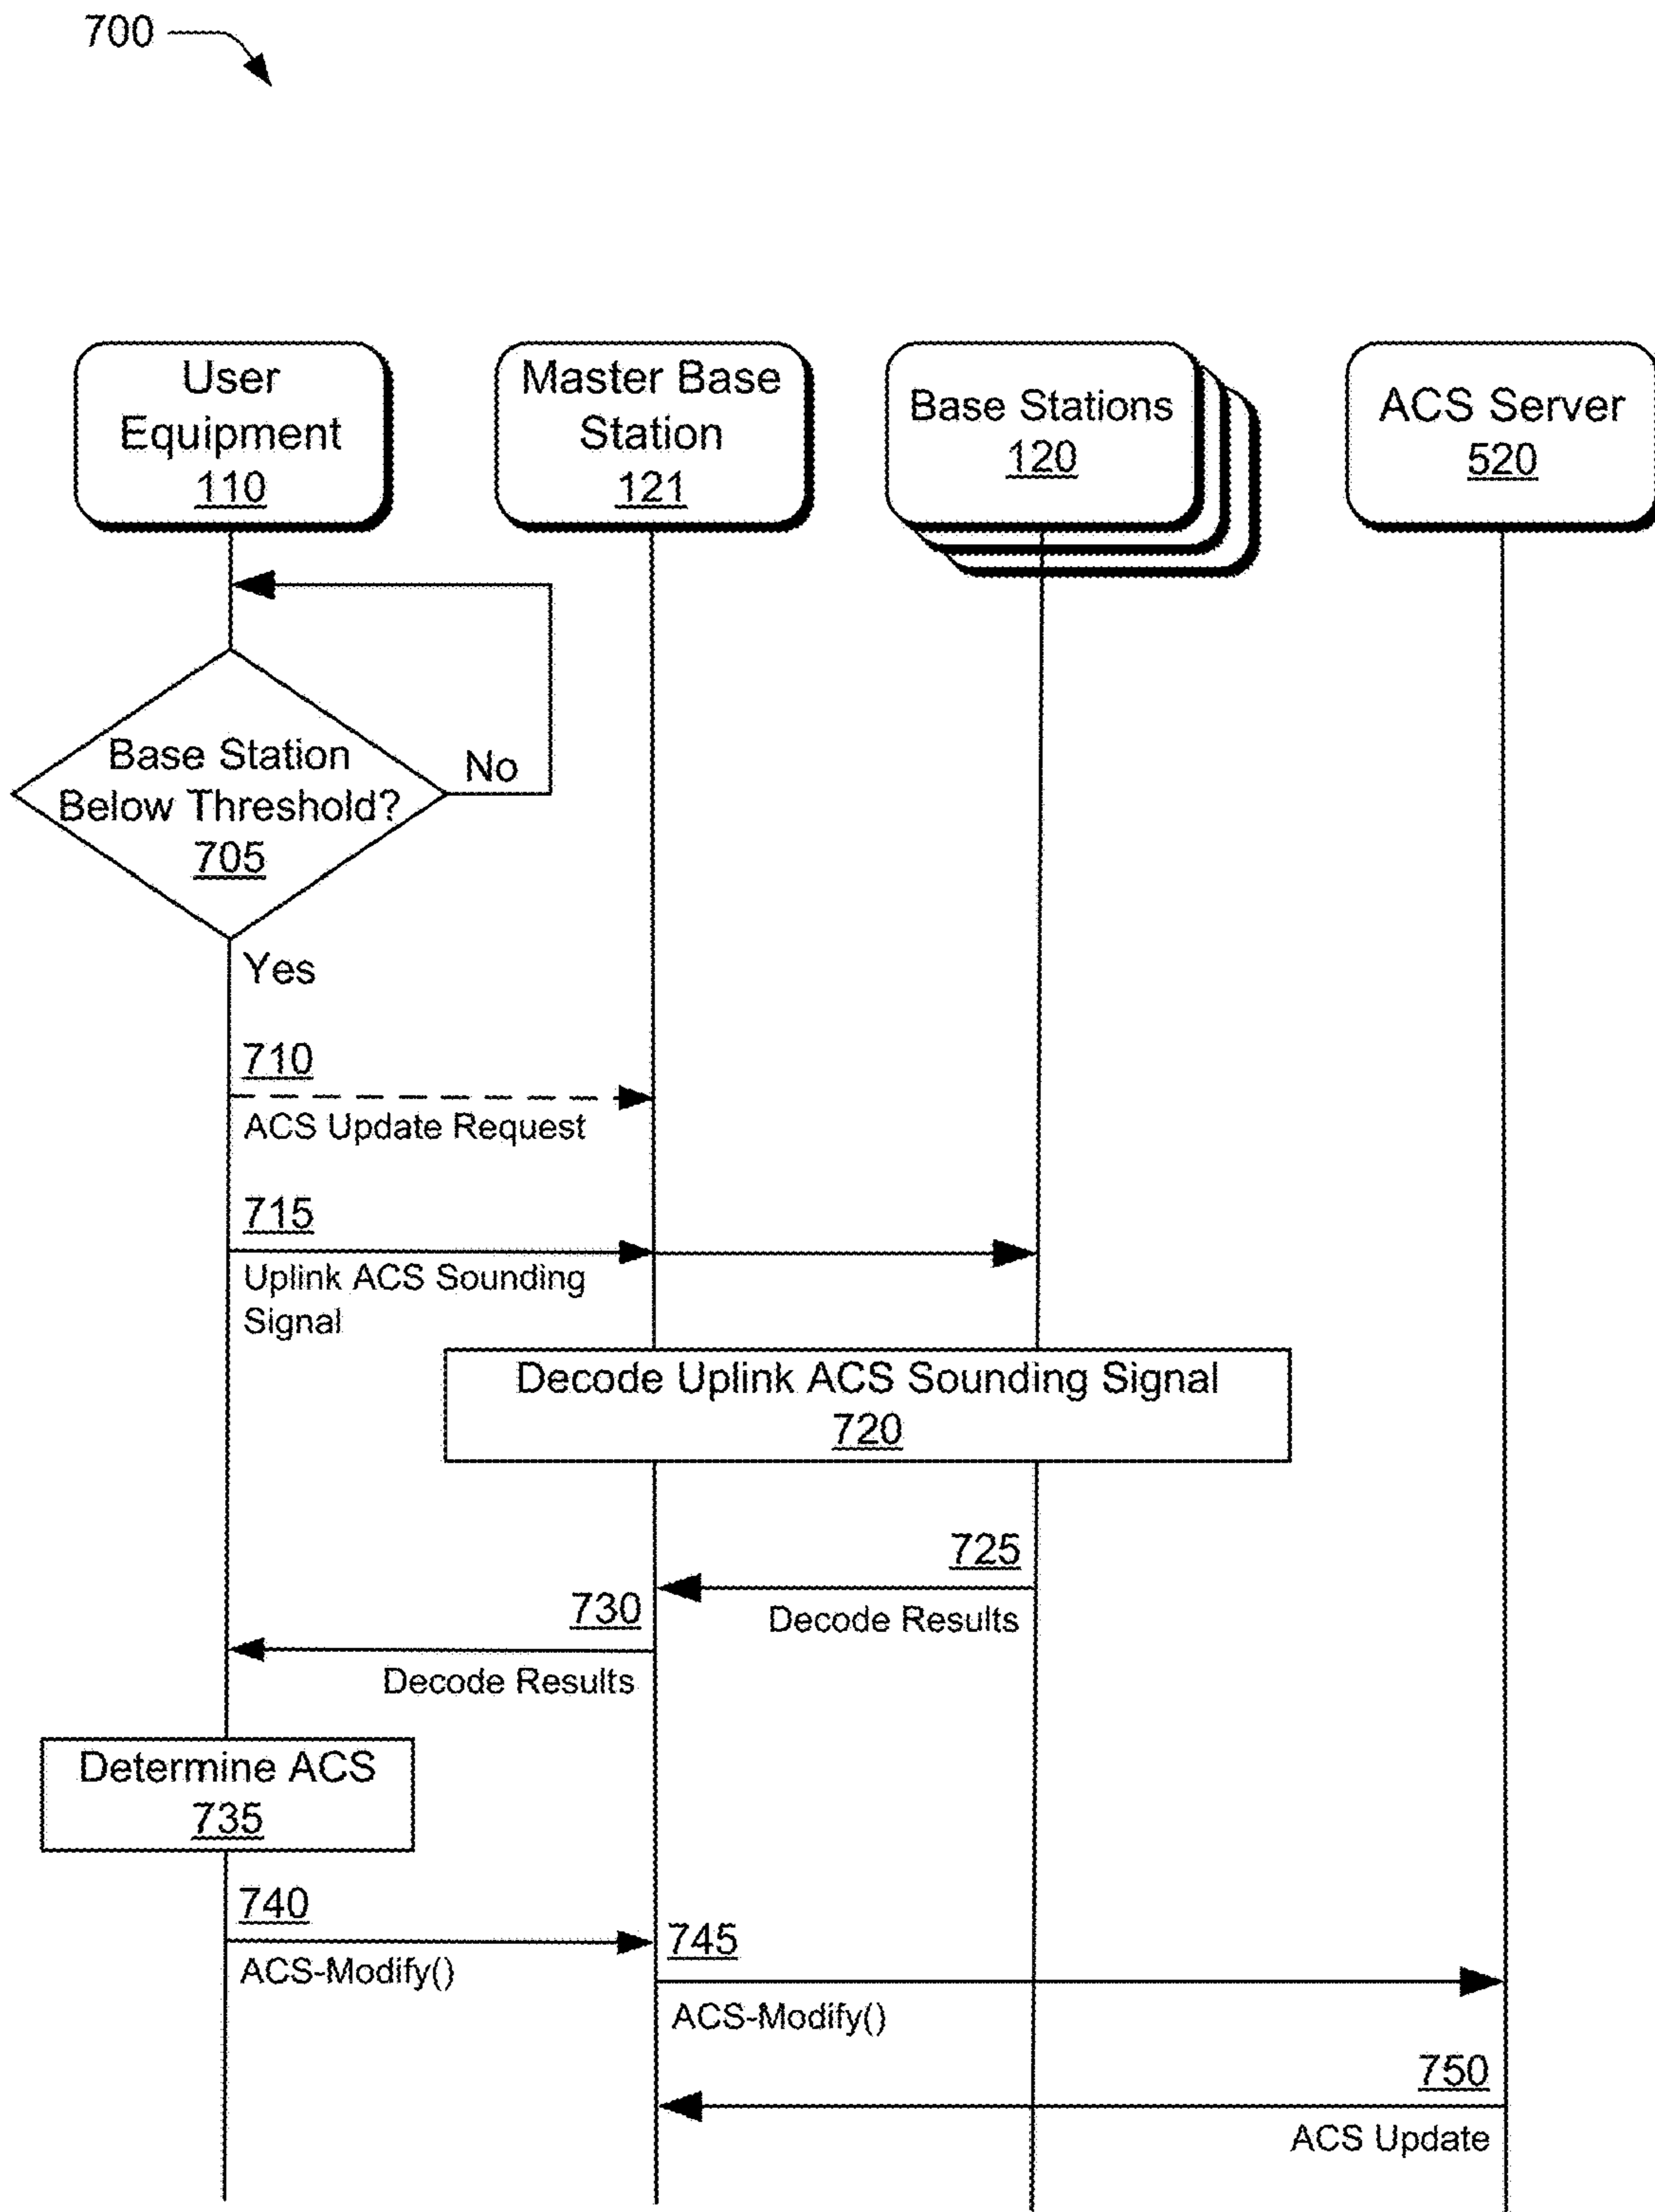 700
User
Equipment
110
Master Base
Station
121
Base Stations
120
ACS Server
520
Base Station
Below Threshold?
705
No
Yes
710
ACS Update Request
715
Uplink ACS Sounding
Signal
Decode Uplink ACS Sounding Signal
720
725
Decode Results
730
Decode Results
Determine ACS
735
740
ACS-Modify()
745
ACS-Modify()
750
ACS Update